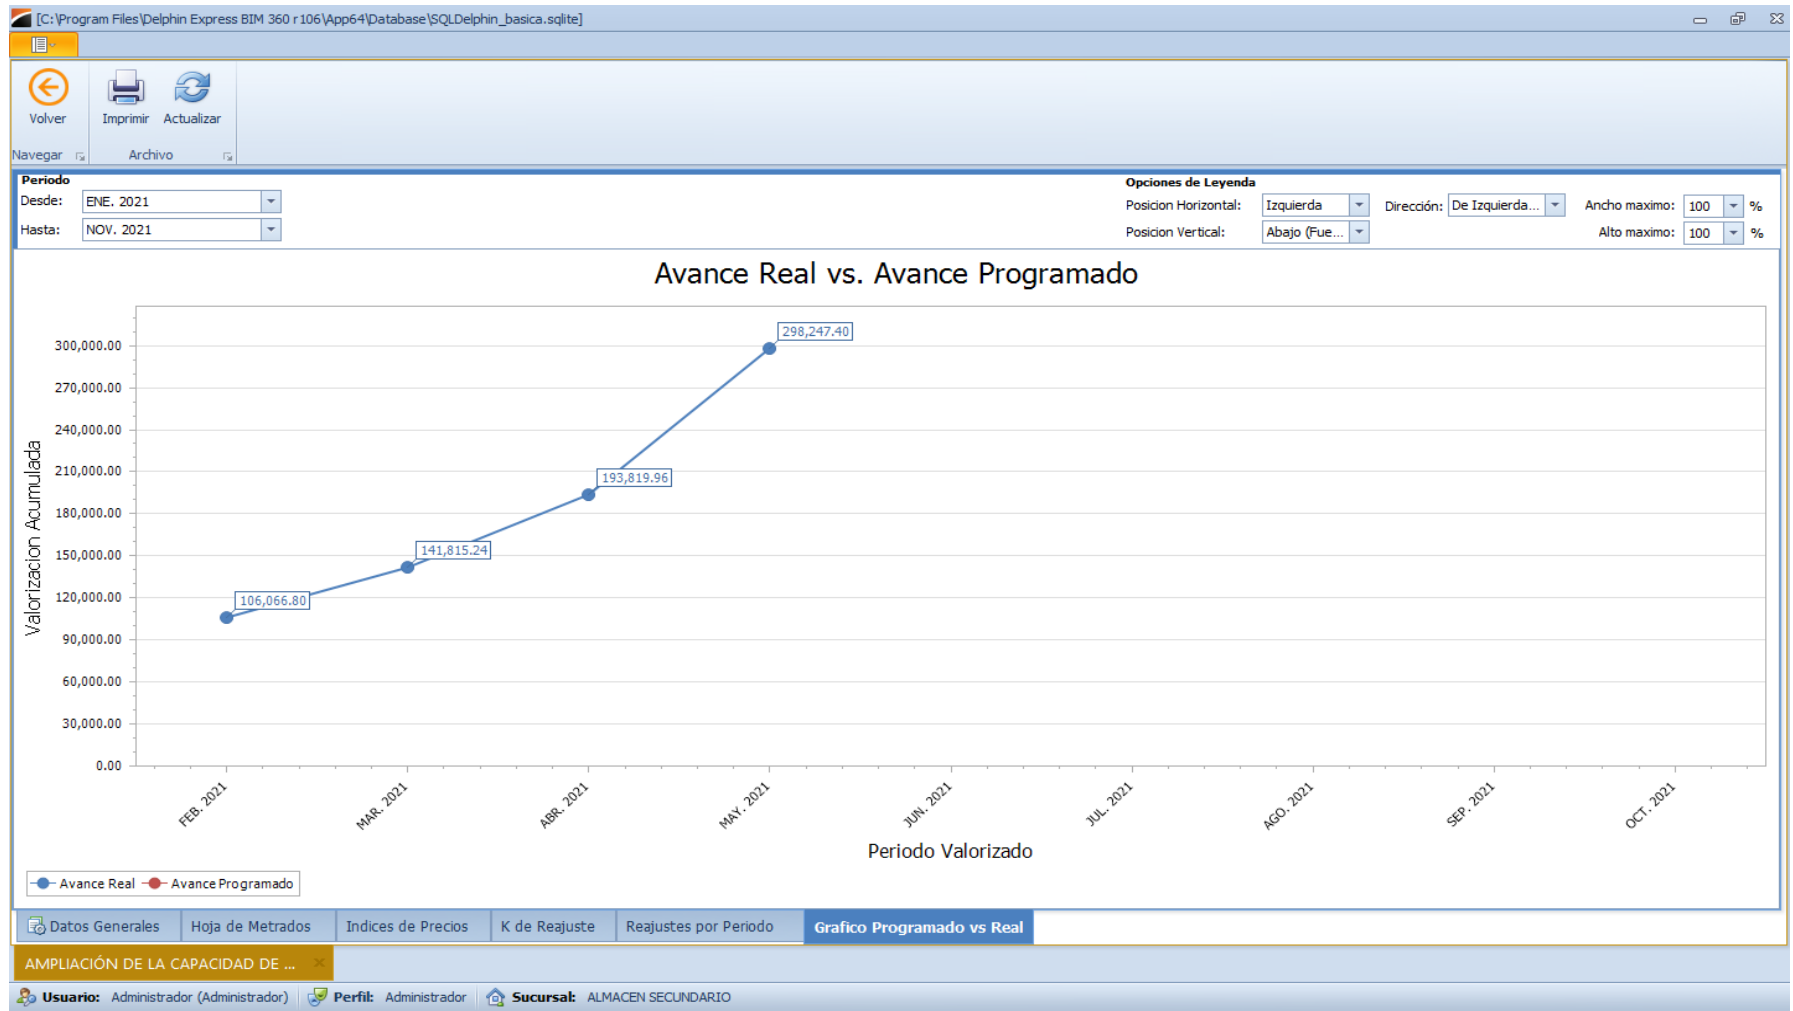 [C:\Program Files\Delphin Express BIM 360 r106\App64\Database\SQLDelphin_basica.sqlite]
Volver
Imprimir
Actualizar
Navegar
Archivo
Periodo
Desde: ENE. 2021
Hasta: NOV. 2021
Opciones de Leyenda
Posicion Horizontal: Izquierda Dirección: De Izquierda... Ancho maximo: 100 %
Posicion Vertical: Abajo (Fue... Alto maximo: 100 %
Avance Real vs. Avance Programado
Valorizacion Acumulada
300,000.00
270,000.00
240,000.00
210,000.00
180,000.00
150,000.00
120,000.00
90,000.00
60,000.00
30,000.00
0.00
106,066.80
141,815.24
193,819.96
298,247.40
FEB. 2021
MAR. 2021
ABR. 2021
MAY. 2021
JUN. 2021
JUL. 2021
AGO. 2021
SEP. 2021
OCT. 2021
Periodo Valorizado
Avance Real Avance Programado
Datos Generales Hoja de Metrados Indices de Precios K de Reajuste Reajustes por Periodo Grafico Programado vs Real
AMPLIACIÓN DE LA CAPACIDAD DE ...
Usuario: Administrador (Administrador) Perfil: Administrador Sucursal: ALMACEN SECUNDARIO